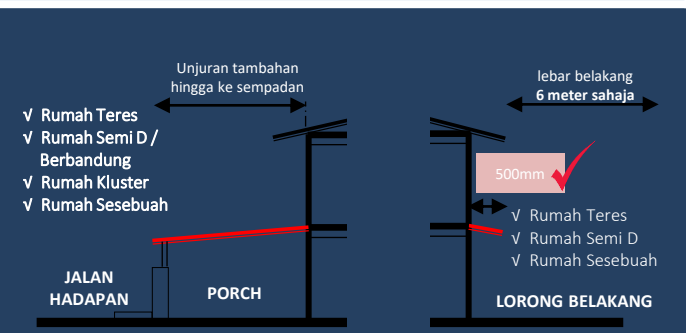 Unjuran tambahan
hingga ke sempadan
√ Rumah Teres
√ Rumah Semi D /
Berbandung
√ Rumah Kluster
√ Rumah Sesebuah
JALAN
HADAPAN
PORCH
lebar belakang
6 meter sahaja
500mm
√ Rumah Teres
√ Rumah Semi D
√ Rumah Sesebuah
LORONG BELAKANG